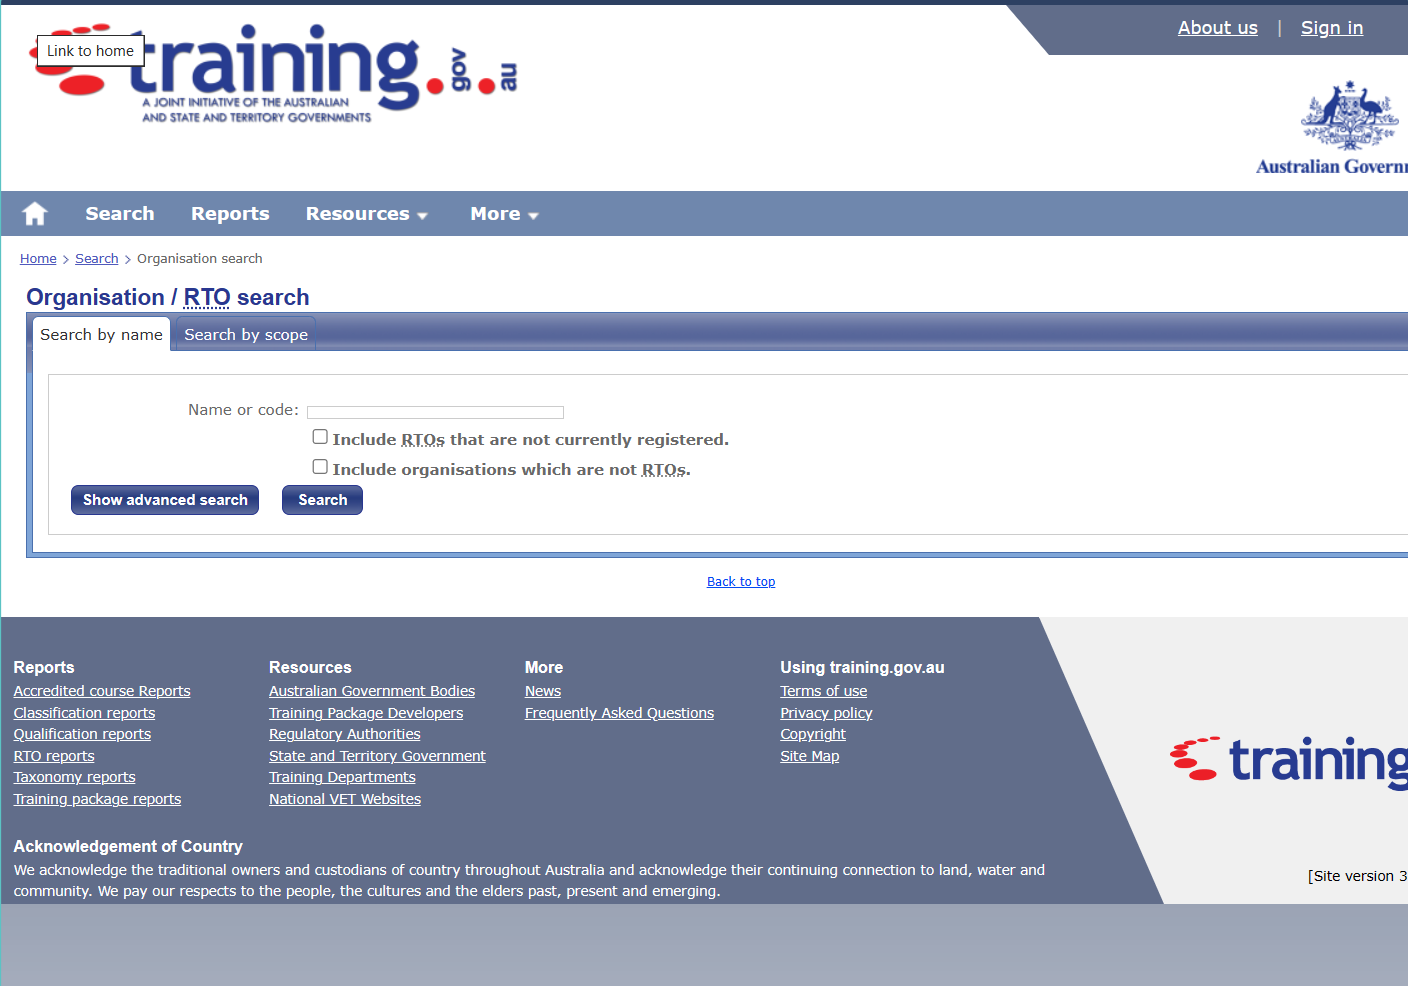 About us | Sign in
Link to home
training.gov.au
A JOINT INITIATIVE OF THE AUSTRALIAN
AND STATE AND TERRITORY GOVERNMENTS
Australian Govern
Search Reports Resources More
Home > Search > Organisation search
Organisation / RTO search
Search by name Search by scope
Name or code:
Include RTOs that are not currently registered.
Include organisations which are not RTOs.
Show advanced search Search
Back to top
Reports
Accredited course Reports
Classification reports
Qualification reports
RTO reports
Taxonomy reports
Training package reports
Resources
Australian Government Bodies
Training Package Developers
Regulatory Authorities
State and Territory Government
Training Departments
National VET Websites
More
News
Frequently Asked Questions
Using training.gov.au
Terms of use
Privacy policy
Copyright
Site Map
training
Acknowledgement of Country
We acknowledge the traditional owners and custodians of country throughout Australia and acknowledge their continuing connection to land, water and
community. We pay our respects to the people, the cultures and the elders past, present and emerging.
[Site version 3